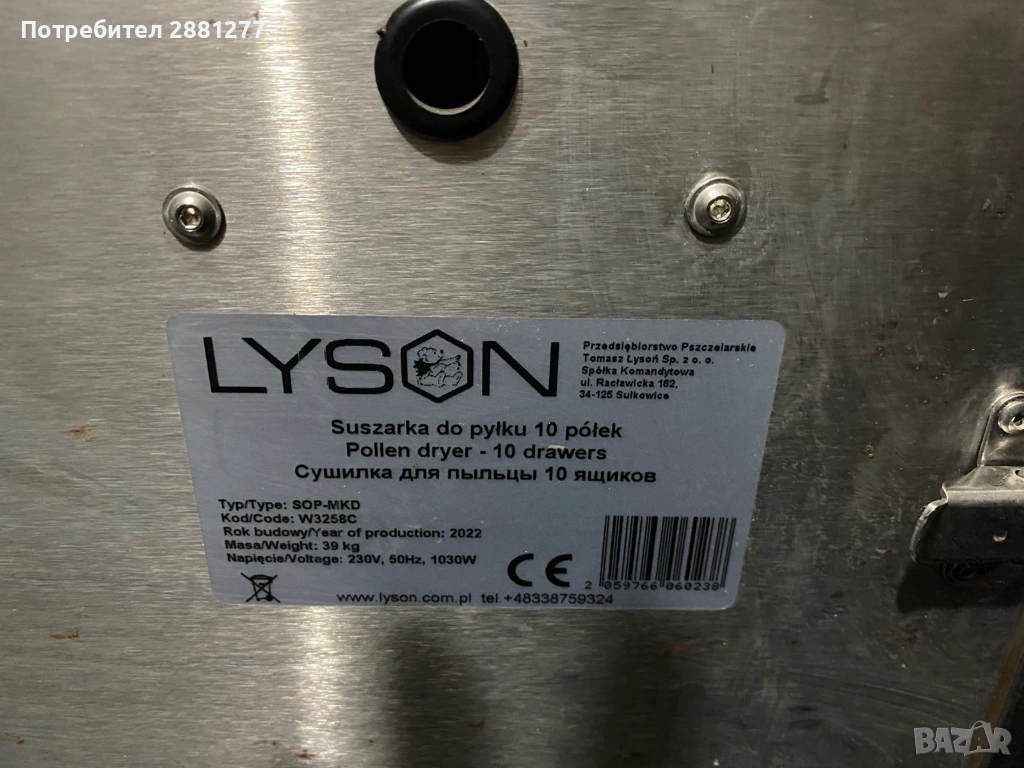 Потребител 2881277
LYSON
Przedsiębiorstwo Pszczelarskie
Tomasz Łysoń Sp. z o. o.
Spółka Komandytowa
ul. Racławicka 162,
34-125 Sułkowice
Suszarka do pyłku 10 półek
Pollen dryer - 10 drawers
Сушилка для пыльцы 10 ящиков
Typ/Type: SOP-MKD
Kod/Code: W3258C
Rok budowy/Year of production: 2022
Masa/Weight: 39 kg
Napięcie/Voltage: 230V, 50Hz, 1030W
CE
2 059766 060238
www.lyson.com.pl tel.+48338759324
BAZAR